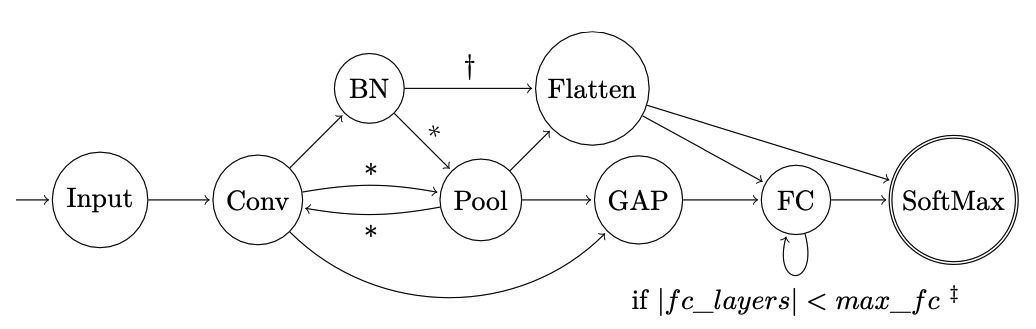 †
BN
Flatten
*
*
Input
Conv
Pool
GAP
FC
SoftMax
*
if |fc_layers| < max_fc ‡